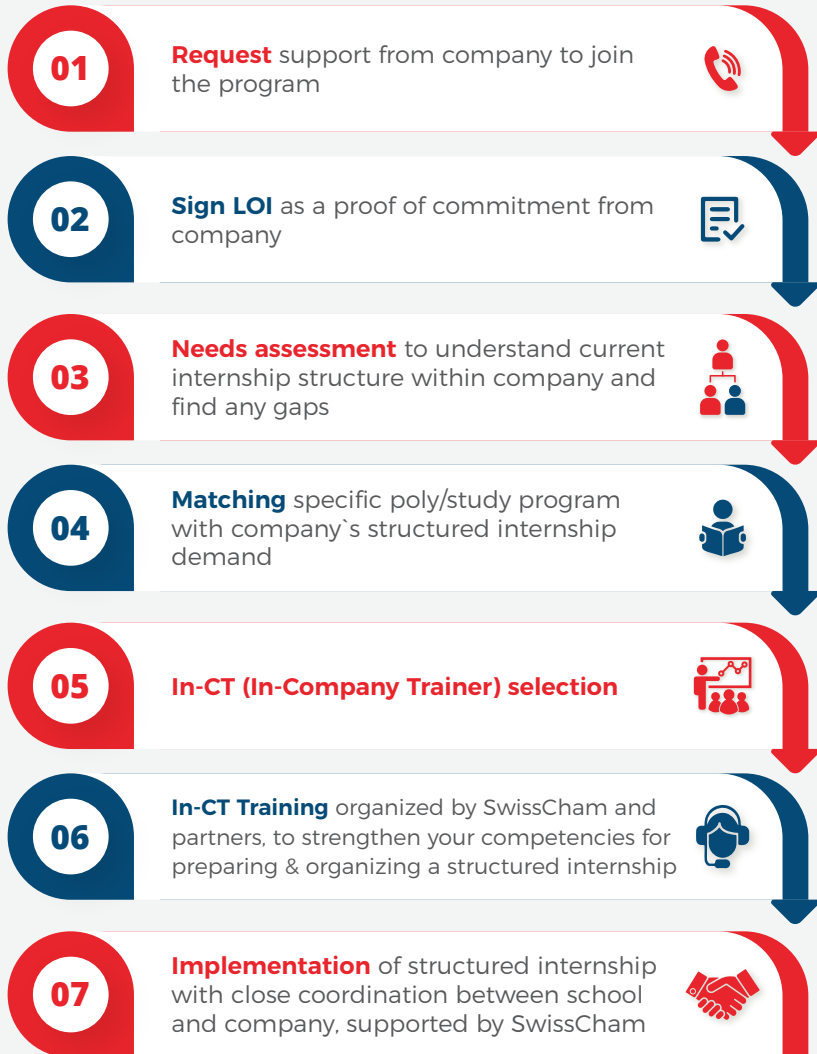 01
Request support from company to join
the program
02
Sign LOI as a proof of commitment from
company
03
Needs assessment to understand current
internship structure within company and
find any gaps
04
Matching specific poly/study program
with company`s structured internship
demand
05
In-CT (In-Company Trainer) selection
06
In-CT Training organized by SwissCham and
partners, to strengthen your competencies for
preparing & organizing a structured internship
07
Implementation of structured internship
with close coordination between school
and company, supported by SwissCham